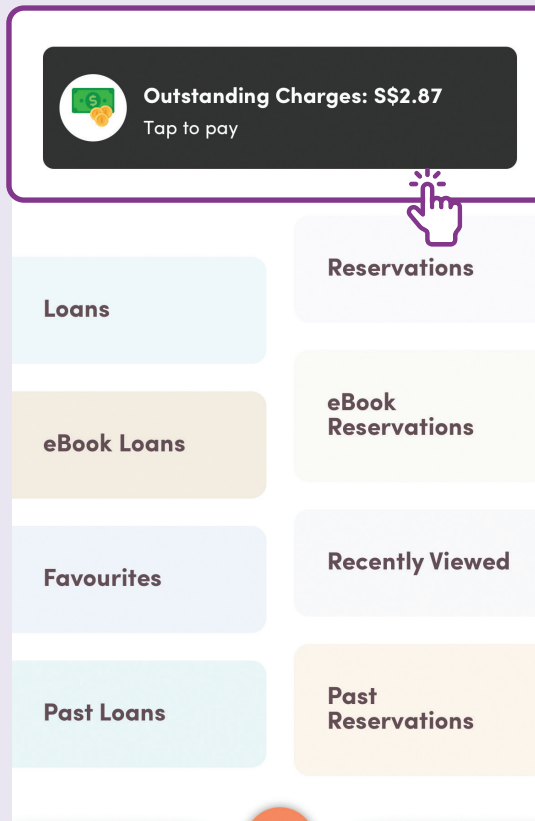 Outstanding Charges: S$2.87
Tap to pay
Reservations
Loans
eBook
Reservations
eBook Loans
Recently Viewed
Favourites
Past
Reservations
Past Loans